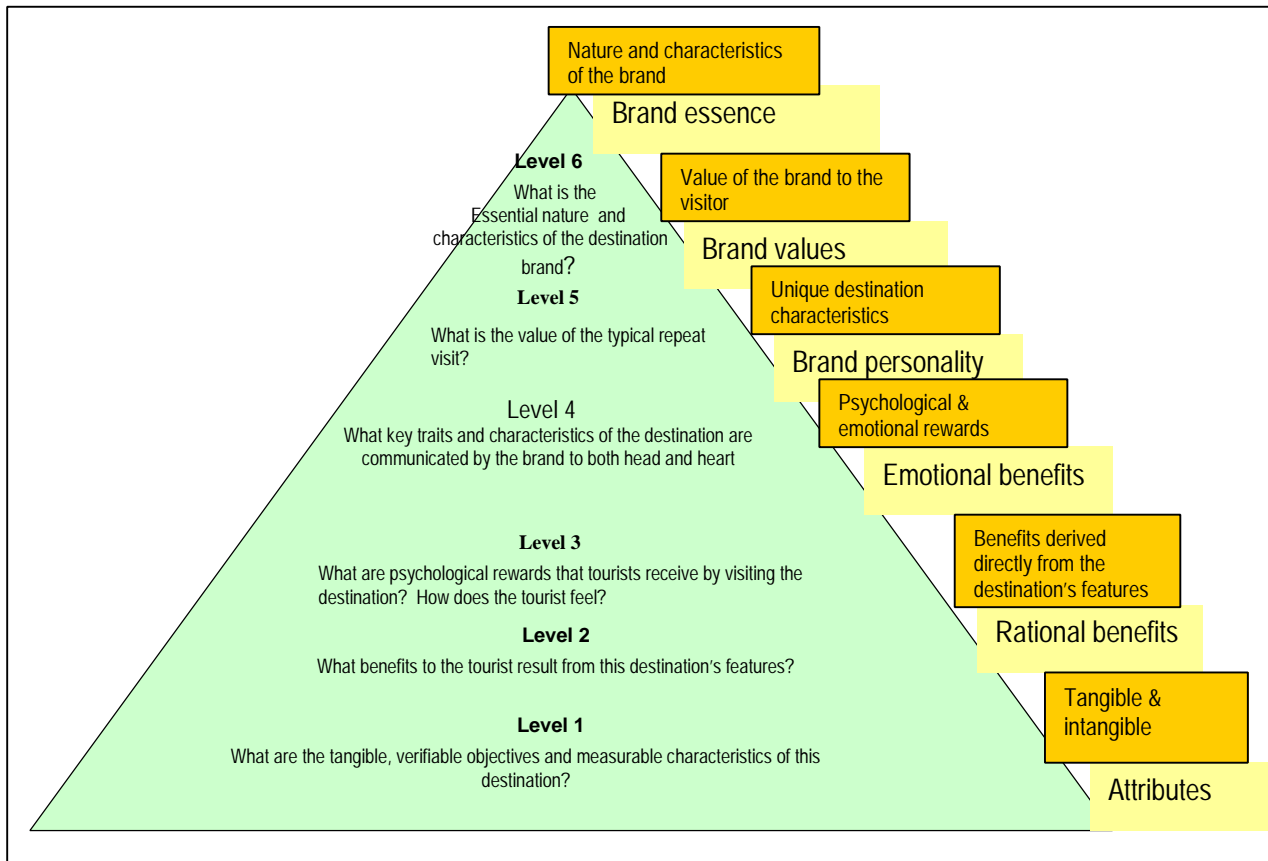 Nature and characteristics
of the brand
Brand essence
Level 6
What is the
Essential nature and
characteristics of the destination
brand?
Value of the brand to the
visitor
Brand values
Level 5
What is the value of the typical repeat
visit?
Unique destination
characteristics
Brand personality
Level 4
What key traits and characteristics of the destination are
communicated by the brand to both head and heart
Psychological &
emotional rewards
Emotional benefits
Level 3
What are psychological rewards that tourists receive by visiting the
destination? How does the tourist feel?
Benefits derived
directly from the
destination’s features
Rational benefits
Level 2
What benefits to the tourist result from this destination’s features?
Tangible &
intangible
Attributes
Level 1
What are the tangible, verifiable objectives and measurable characteristics of this
destination?